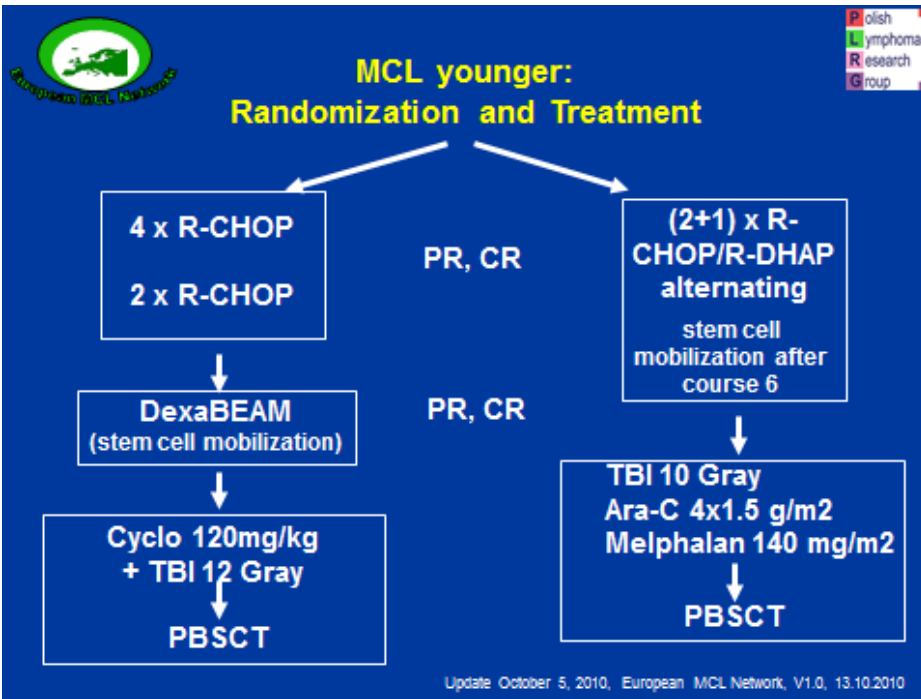 European MCL Network
Polish
Lymphoma
Research
Group
MCL younger:
Randomization and Treatment
4 x R-CHOP
2 x R-CHOP
PR, CR
(2+1) x R-
CHOP/R-DHAP
alternating
stem cell
mobilization after
course 6
DexaBEAM
(stem cell mobilization)
PR, CR
Cyclo 120mg/kg
+ TBI 12 Gray
PBSCT
TBI 10 Gray
Ara-C 4x1.5 g/m2
Melphalan 140 mg/m2
PBSCT
Update October 5, 2010, European MCL Network, V1.0, 13.10.2010